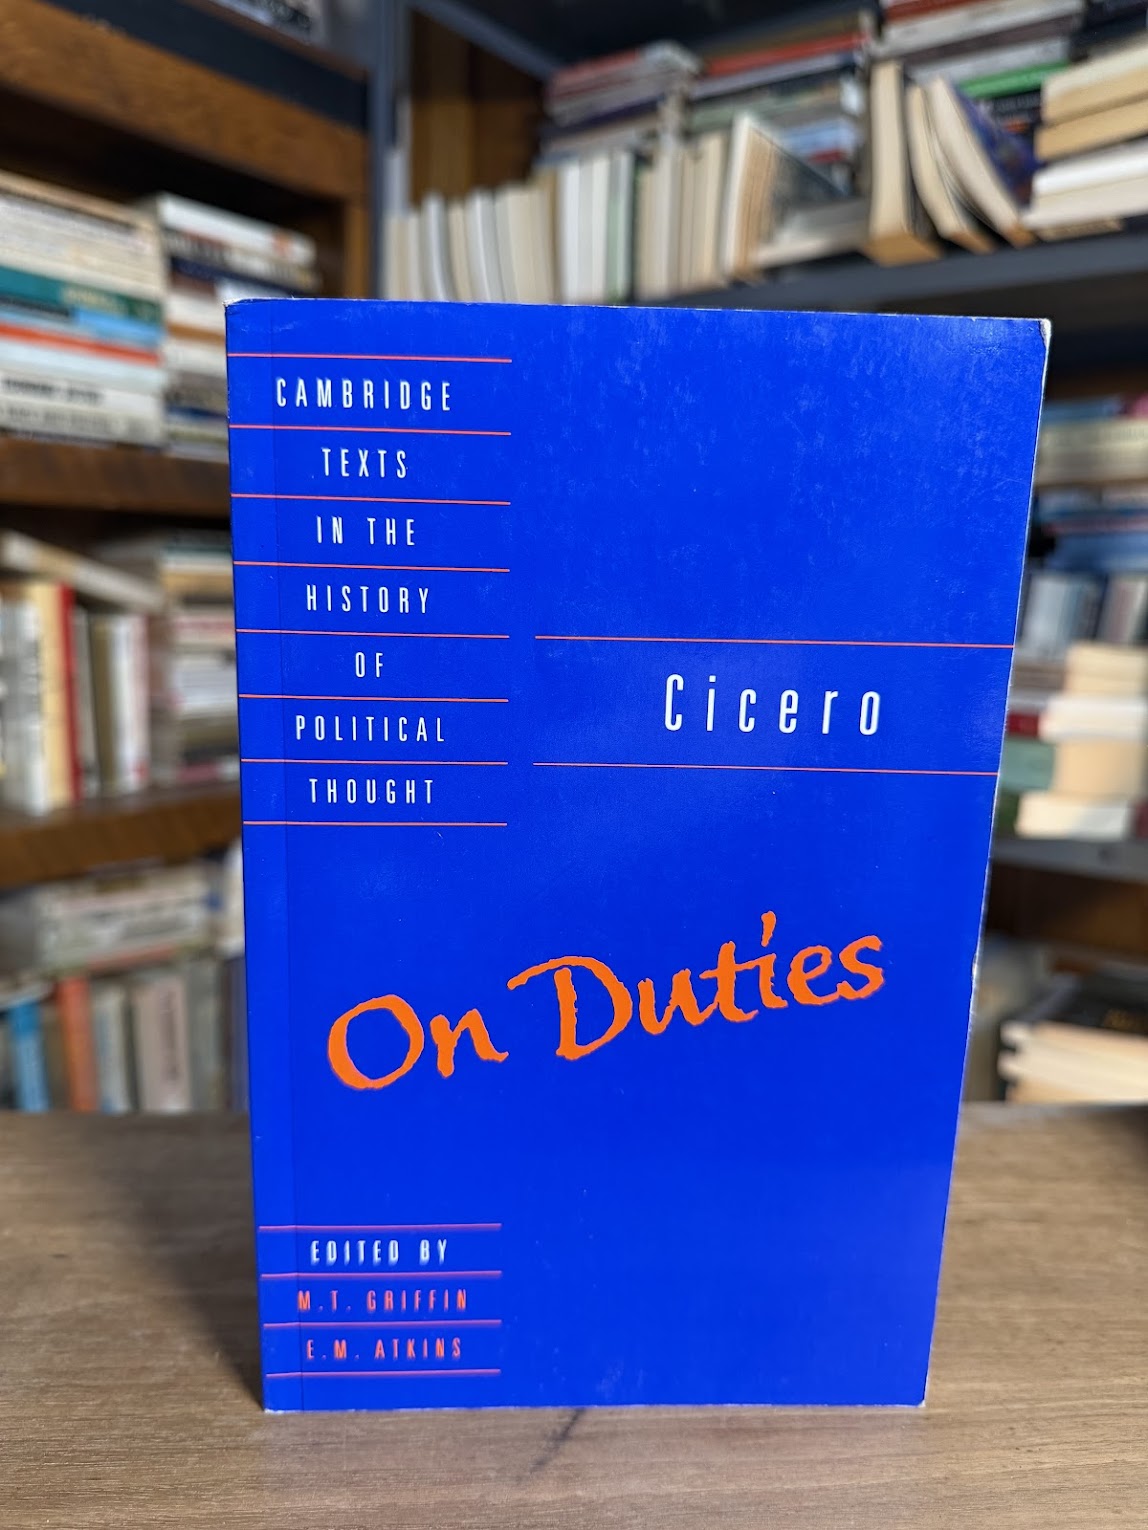 CAMBRIDGE
TEXTS
IN THE
HISTORY
OF
POLITICAL
THOUGHT
Cicero
On Duties
EDITED BY
M.T. GRIFFIN
E.M. ATKINS